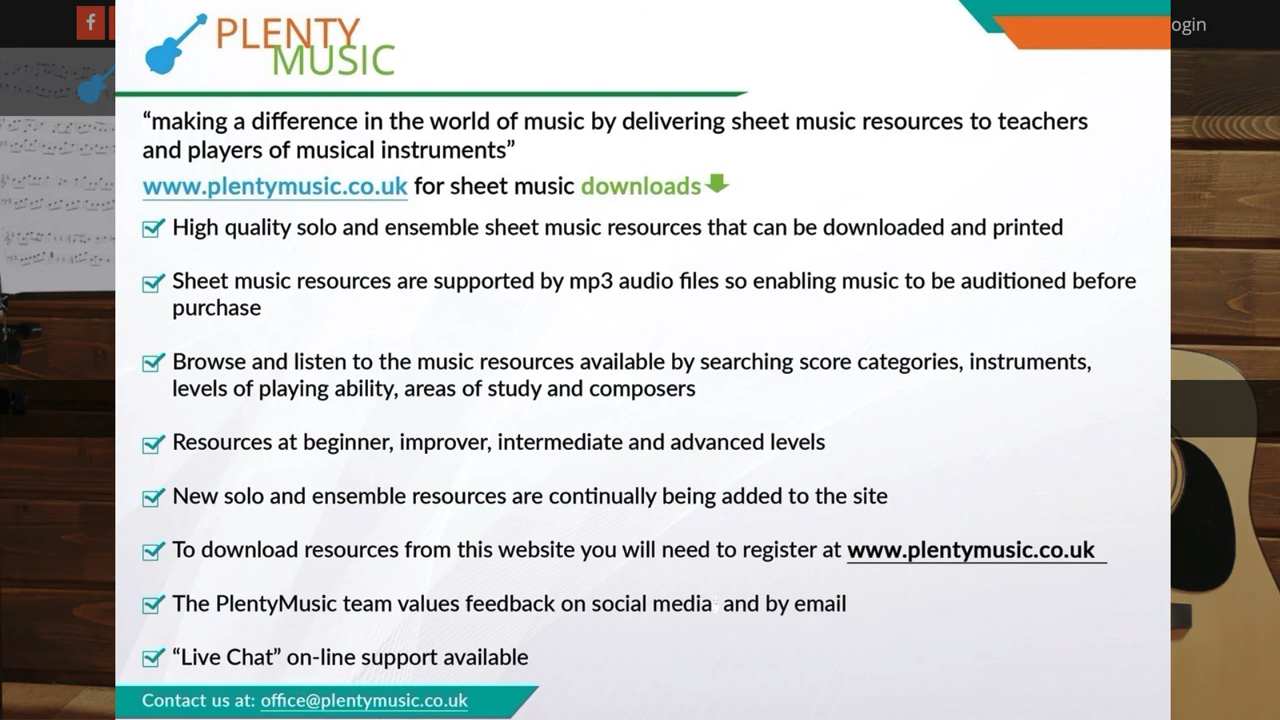 ogin
PLENTY
MUSIC
“making a difference in the world of music by delivering sheet music resources to teachers
and players of musical instruments”
www.plentymusic.co.uk for sheet music downloads
High quality solo and ensemble sheet music resources that can be downloaded and printed
Sheet music resources are supported by mp3 audio files so enabling music to be auditioned before
purchase
Browse and listen to the music resources available by searching score categories, instruments,
levels of playing ability, areas of study and composers
Resources at beginner, improver, intermediate and advanced levels
New solo and ensemble resources are continually being added to the site
To download resources from this website you will need to register at www.plentymusic.co.uk
The PlentyMusic team values feedback on social media and by email
“Live Chat” on-line support available
Contact us at: office@plentymusic.co.uk